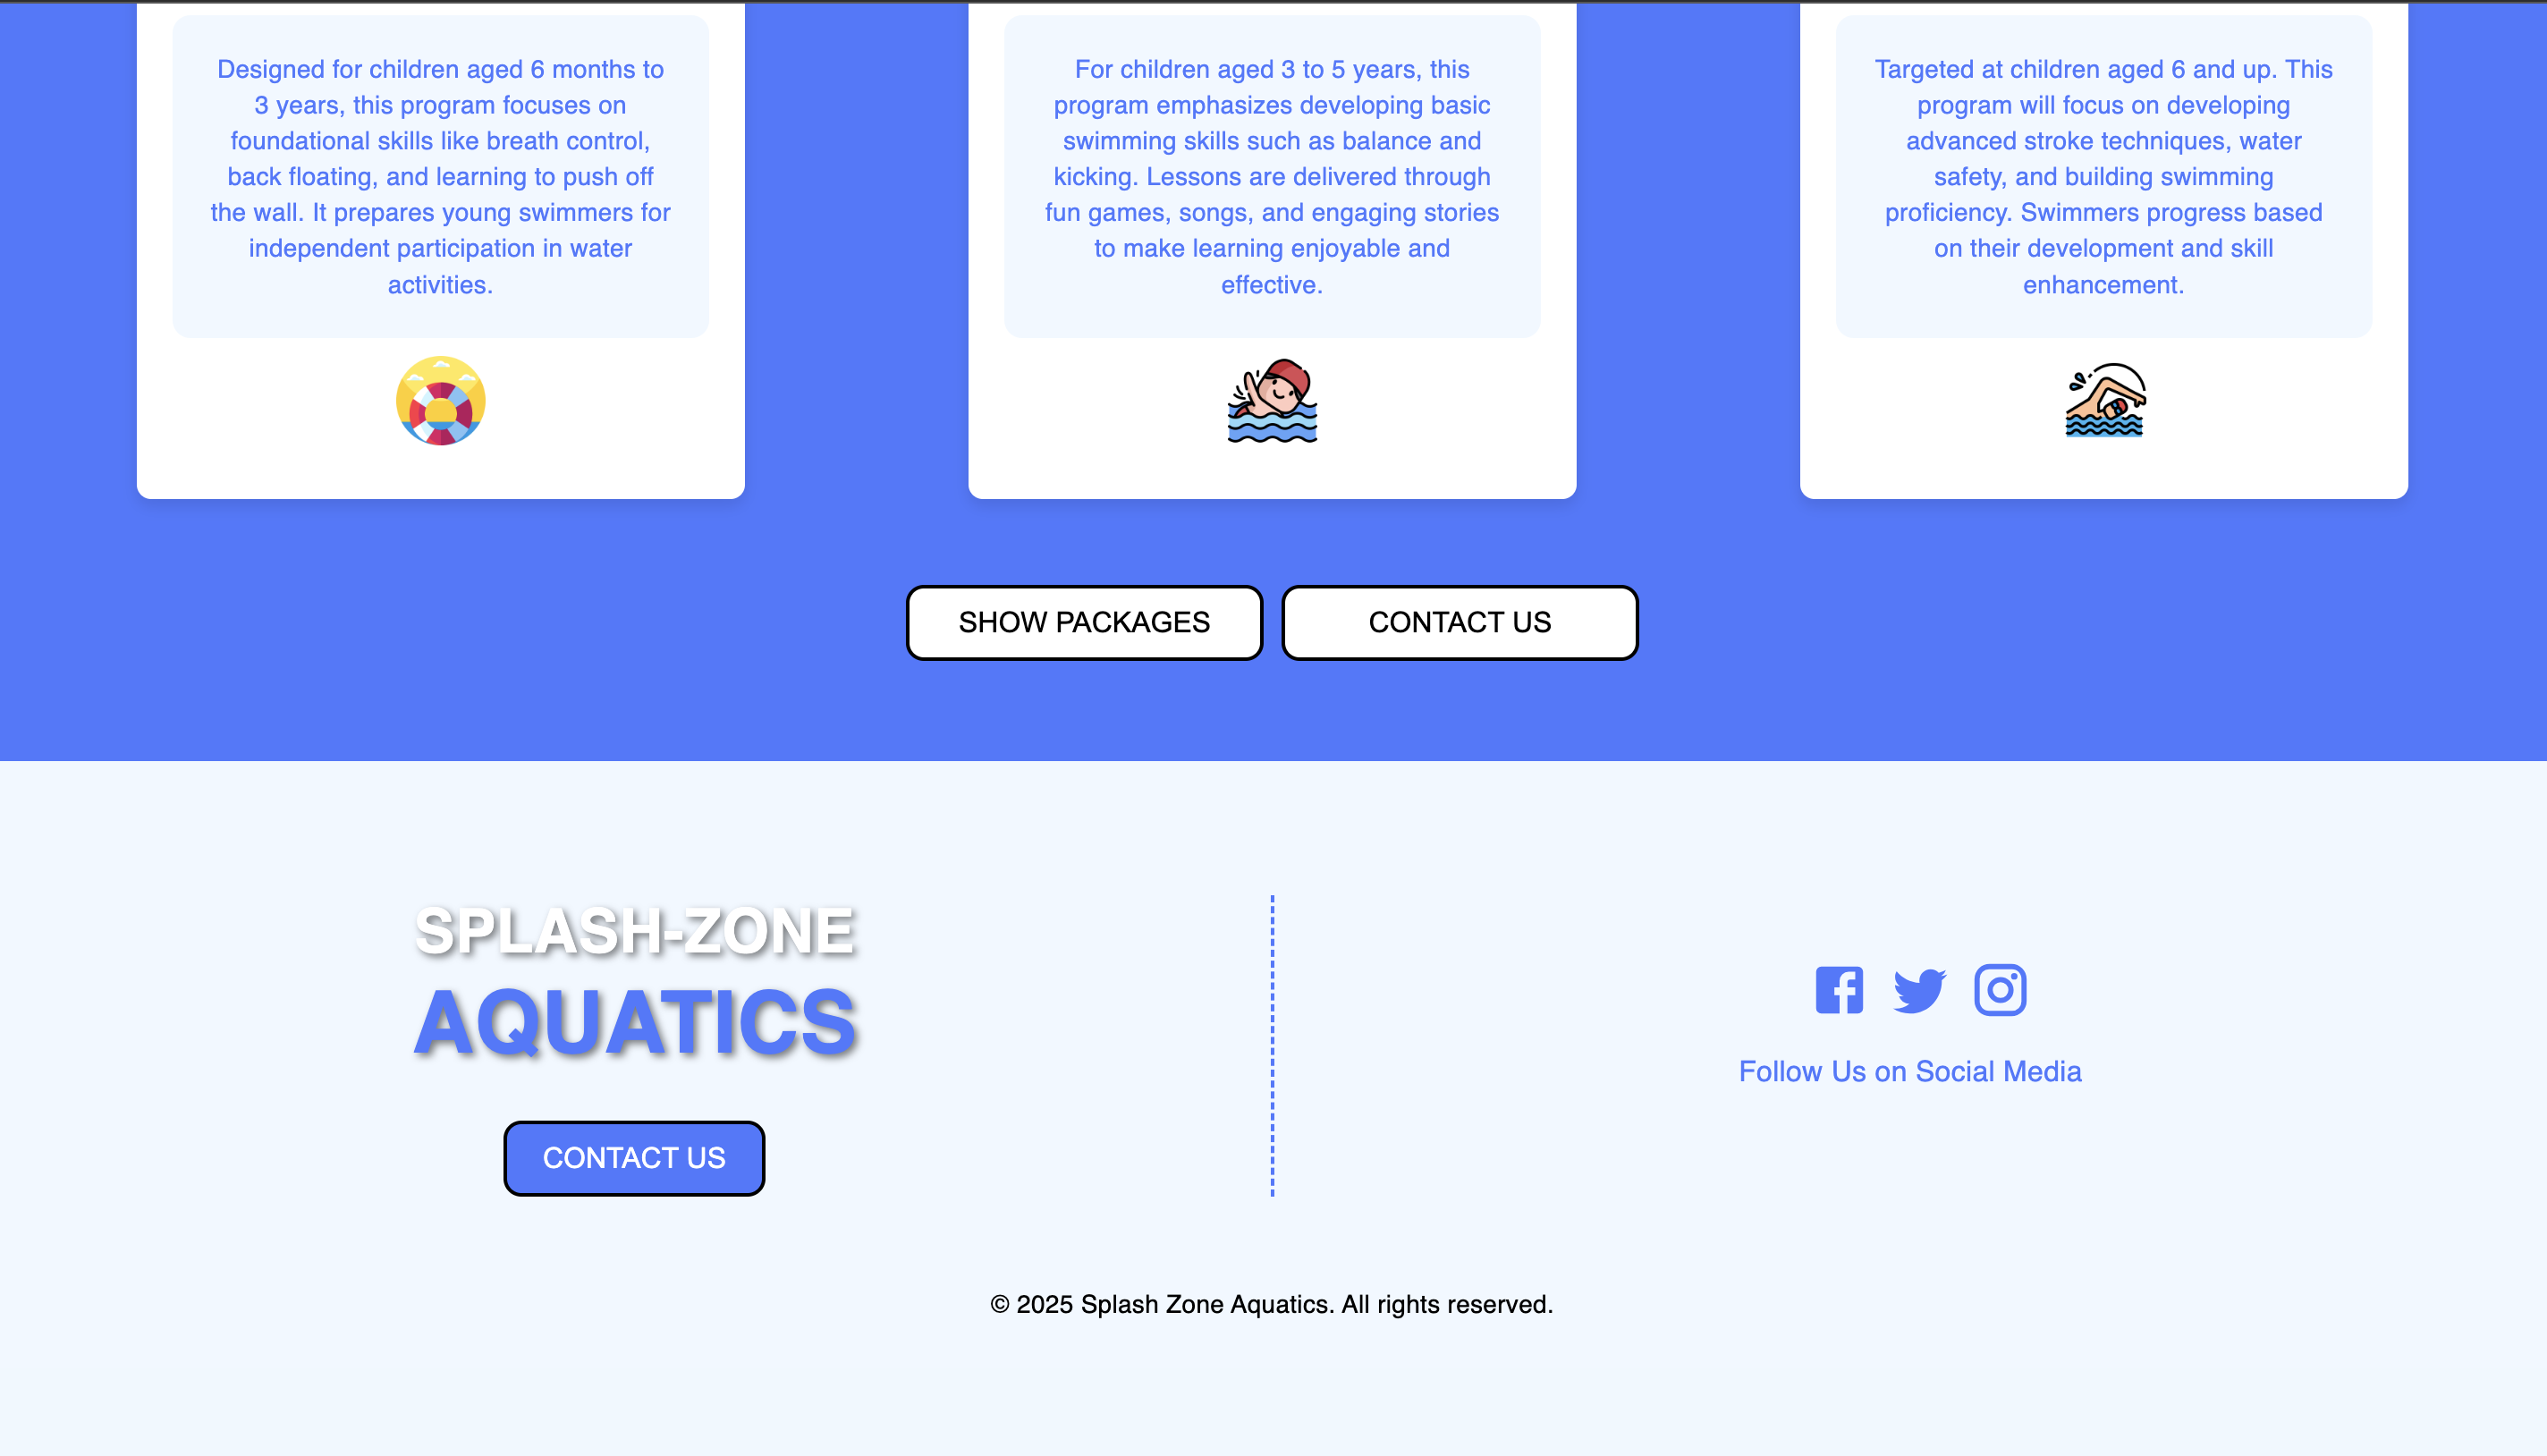 Designed for children aged 6 months to
3 years, this program focuses on
foundational skills like breath control,
back floating, and learning to push off
the wall. It prepares young swimmers for
independent participation in water
activities.
For children aged 3 to 5 years, this
program emphasizes developing basic
swimming skills such as balance and
kicking. Lessons are delivered through
fun games, songs, and engaging stories
to make learning enjoyable and
effective.
Targeted at children aged 6 and up. This
program will focus on developing
advanced stroke techniques, water
safety, and building swimming
proficiency. Swimmers progress based
on their development and skill
enhancement.
SHOW PACKAGES
CONTACT US
SPLASH-ZONE
AQUATICS
CONTACT US
Follow Us on Social Media
© 2025 Splash Zone Aquatics. All rights reserved.